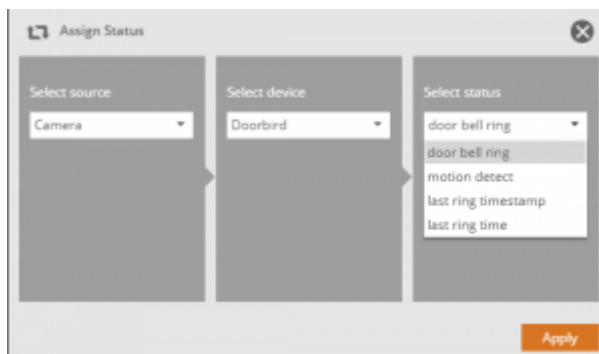 Assign Status
Select source
Select device
Select status
Camera
Doorbird
door bell ring
door bell ring
motion detect
last ring timestamp
last ring time
Apply